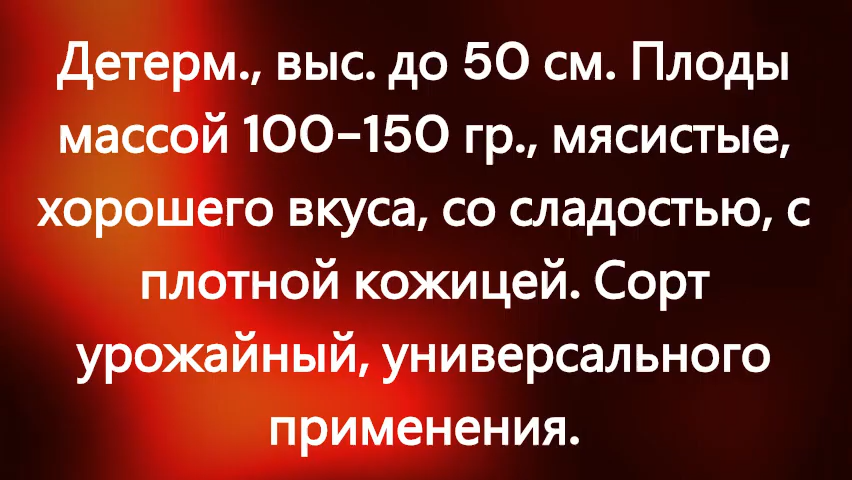 Детерм., выс. до 50 см. Плоды
массой 100-150 гр., мясистые,
хорошего вкуса, со сладостью, с
плотной кожицей. Сорт
урожайный, универсального
применения.